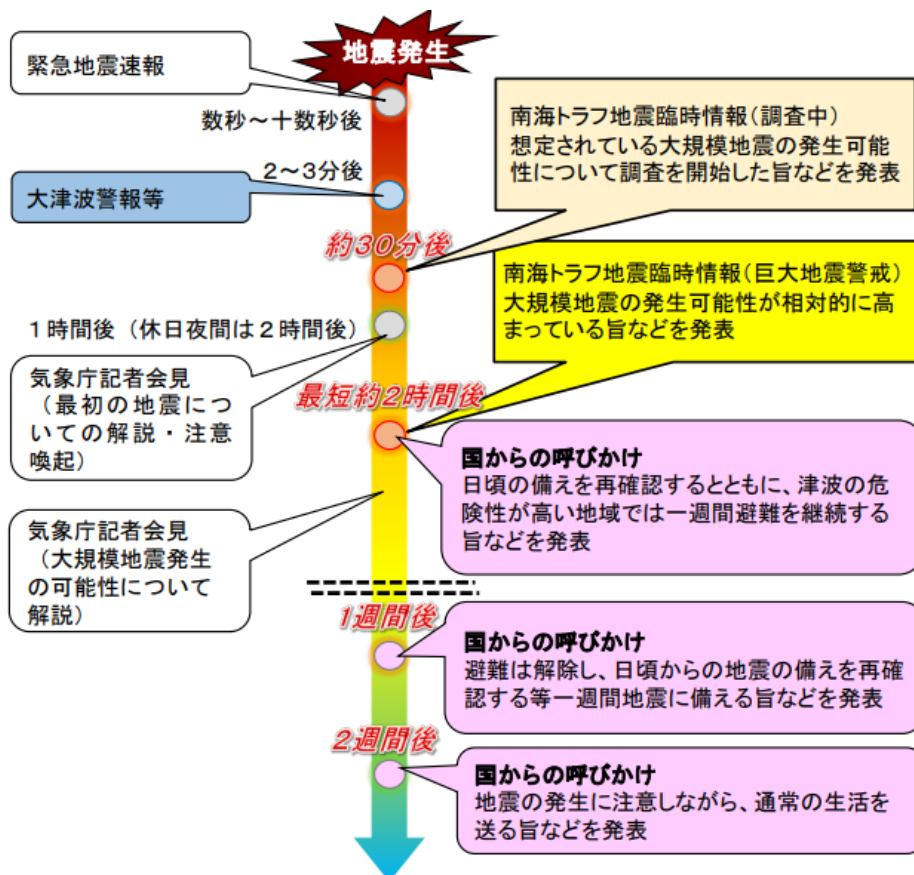 地震発生
緊急地震速報
数秒～十数秒後
2～3分後
大津波警報等
南海トラフ地震臨時情報（調査中）
想定されている大規模地震の発生可能
性について調査を開始した旨などを発表
約30分後
南海トラフ地震臨時情報（巨大地震警戒）
大規模地震の発生可能性が相対的に高
まっている旨などを発表
１時間後（休日夜間は２時間後）
気象庁記者会見
（最初の地震につ
いての解説・注意
喚起）
最短約2時間後
国からの呼びかけ
日頃の備えを再確認するとともに、津波の危
険性が高い地域では一週間避難を継続する
旨などを発表
気象庁記者会見
（大規模地震発生
の可能性について
解説）
1週間後
国からの呼びかけ
避難は解除し、日頃からの地震の備えを再確
認する等一週間地震に備える旨などを発表
2週間後
国からの呼びかけ
地震の発生に注意しながら、通常の生活を
送る旨などを発表